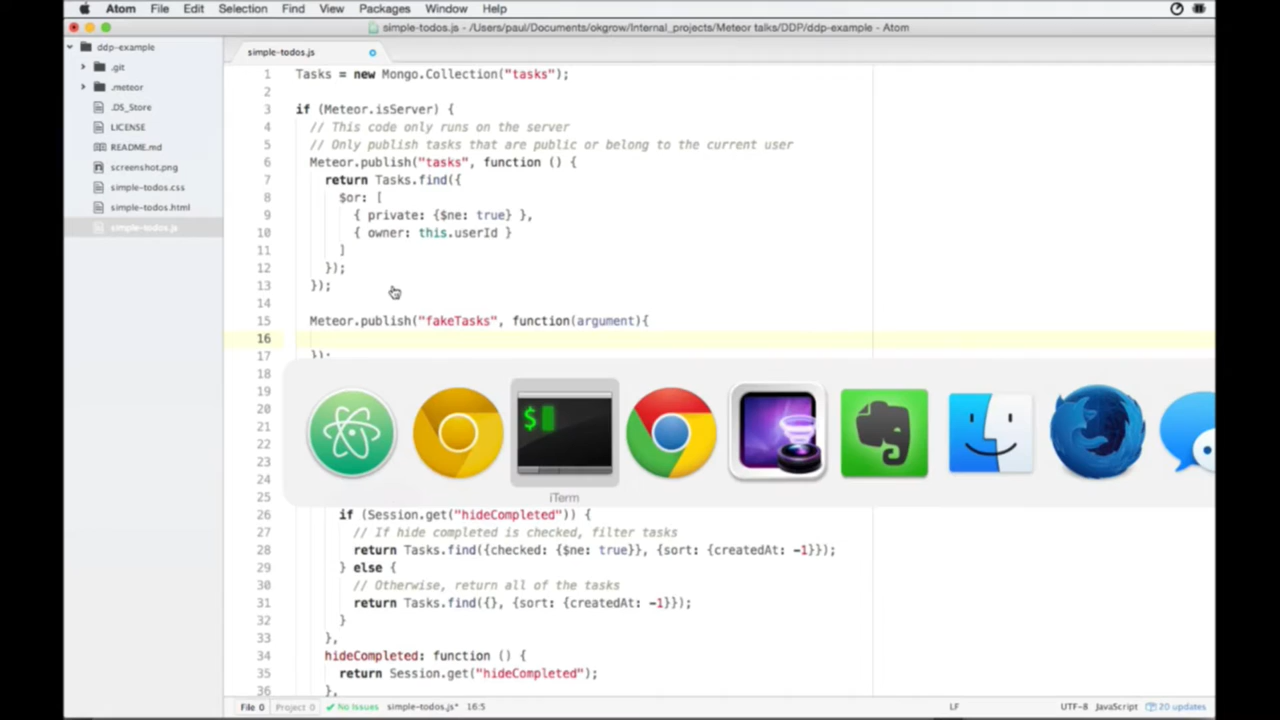 Atom File Edit Selection Find View Packages Window Help
simple-todos.js - /Users/paul/Documents/okgrow/Internal_projects/Meteor talks/DDP/ddp-example - Atom
ddp-example
.git
.meteor
.DS_Store
LICENSE
README.md
screenshot.png
simple-todos.css
simple-todos.html
simple-todos.js
simple-todos.js
1 Tasks = new Mongo.Collection("tasks");
2
3 if (Meteor.isServer) {
4 // This code only runs on the server
5 // Only publish tasks that are public or belong to the current user
6 Meteor.publish("tasks", function () {
7 return Tasks.find({
8 $or: [
9 { private: {$ne: true} },
10 { owner: this.userId }
11 ]
12 });
13 });
14
15 Meteor.publish("fakeTasks", function(argument){
16
17 });
18
19
20
21
22
23
24
25
$
iTerm
26 if (Session.get("hideCompleted")) {
27 // If hide completed is checked, filter tasks
28 return Tasks.find({checked: {$ne: true}}, {sort: {createdAt: -1}});
29 } else {
30 // Otherwise, return all of the tasks
31 return Tasks.find({}, {sort: {createdAt: -1}});
32 }
33 },
34 hideCompleted: function () {
35 return Session.get("hideCompleted");
36 },
File 0 Project 0 No Issues simple-todos.js* 16:5 LF UTF-8 JavaScript 20 updates